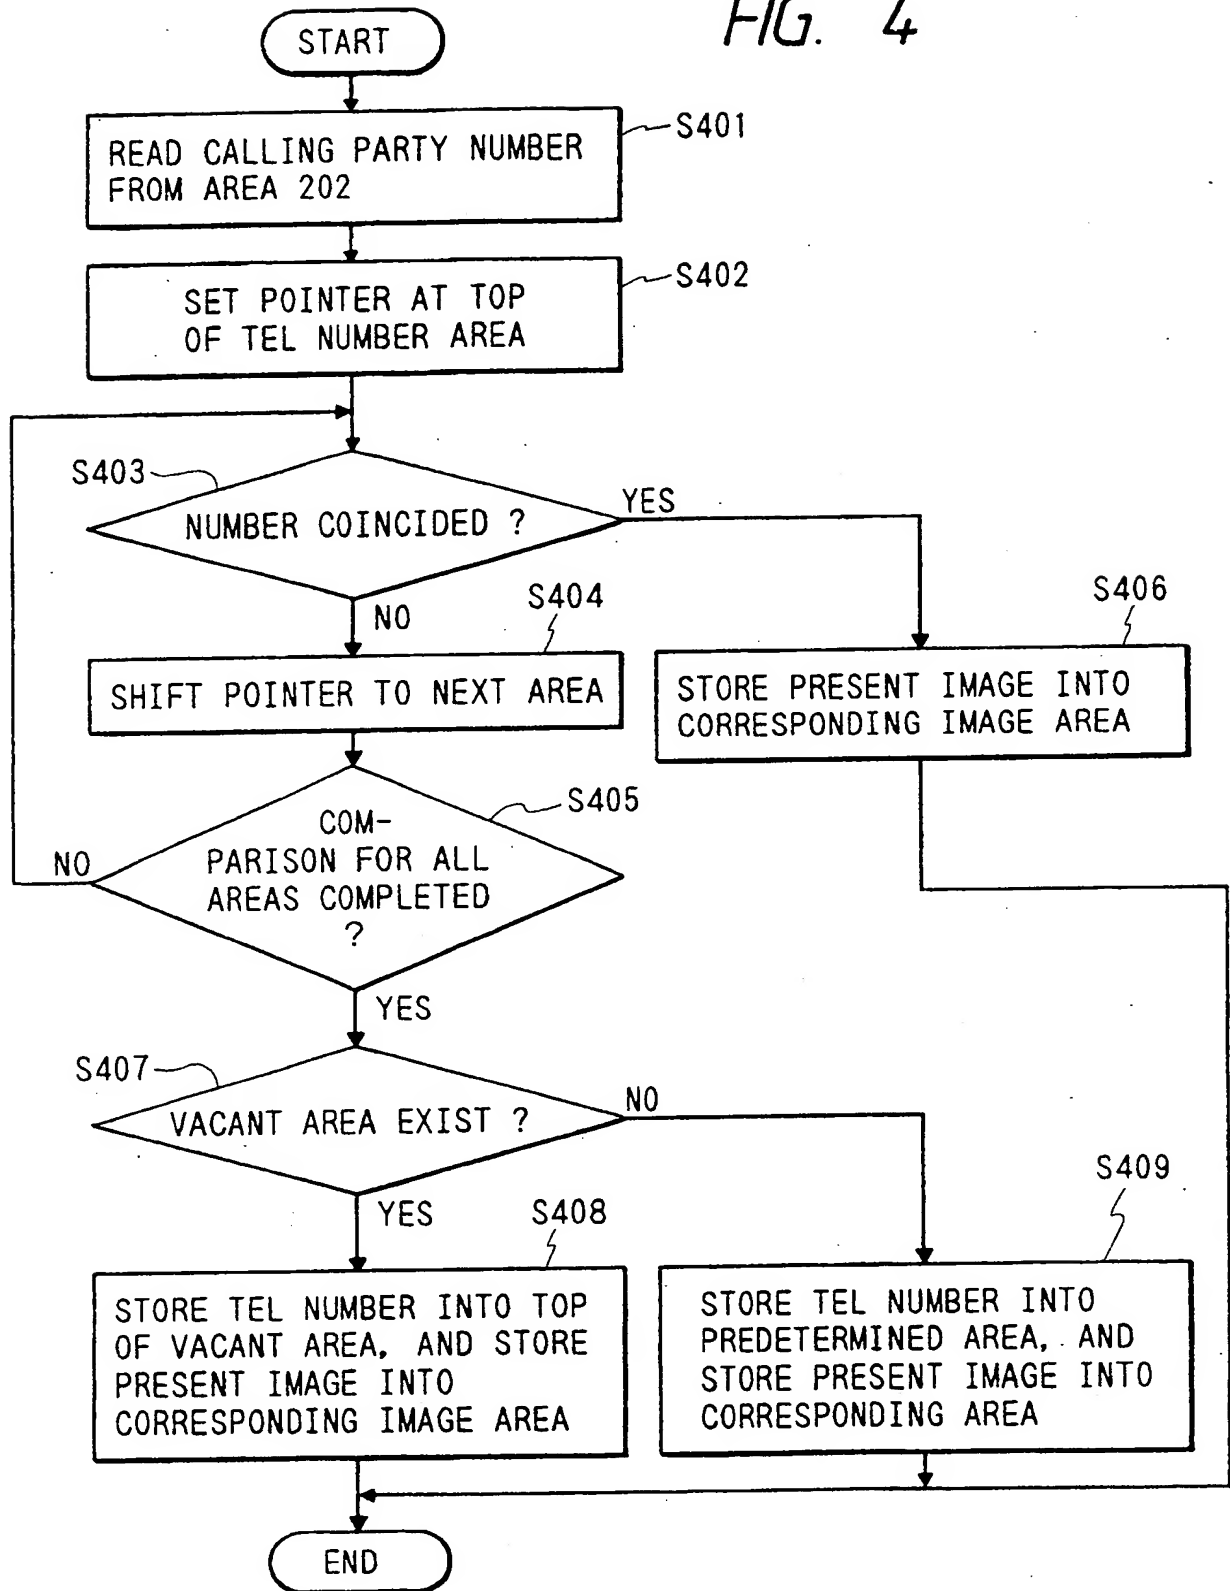 FIG. 4
START
READ CALLING PARTY NUMBER
FROM AREA 202
S401
SET POINTER AT TOP
OF TEL NUMBER AREA
S402
S403
NUMBER COINCIDED ?
YES
NO
S404
SHIFT POINTER TO NEXT AREA
S406
STORE PRESENT IMAGE INTO
CORRESPONDING IMAGE AREA
S405
COM-
PARISON FOR ALL
AREAS COMPLETED
?
NO
YES
S407
VACANT AREA EXIST ?
NO
YES
S408
STORE TEL NUMBER INTO TOP
OF VACANT AREA, AND STORE
PRESENT IMAGE INTO
CORRESPONDING IMAGE AREA
S409
STORE TEL NUMBER INTO
PREDETERMINED AREA, AND
STORE PRESENT IMAGE INTO
CORRESPONDING AREA
END